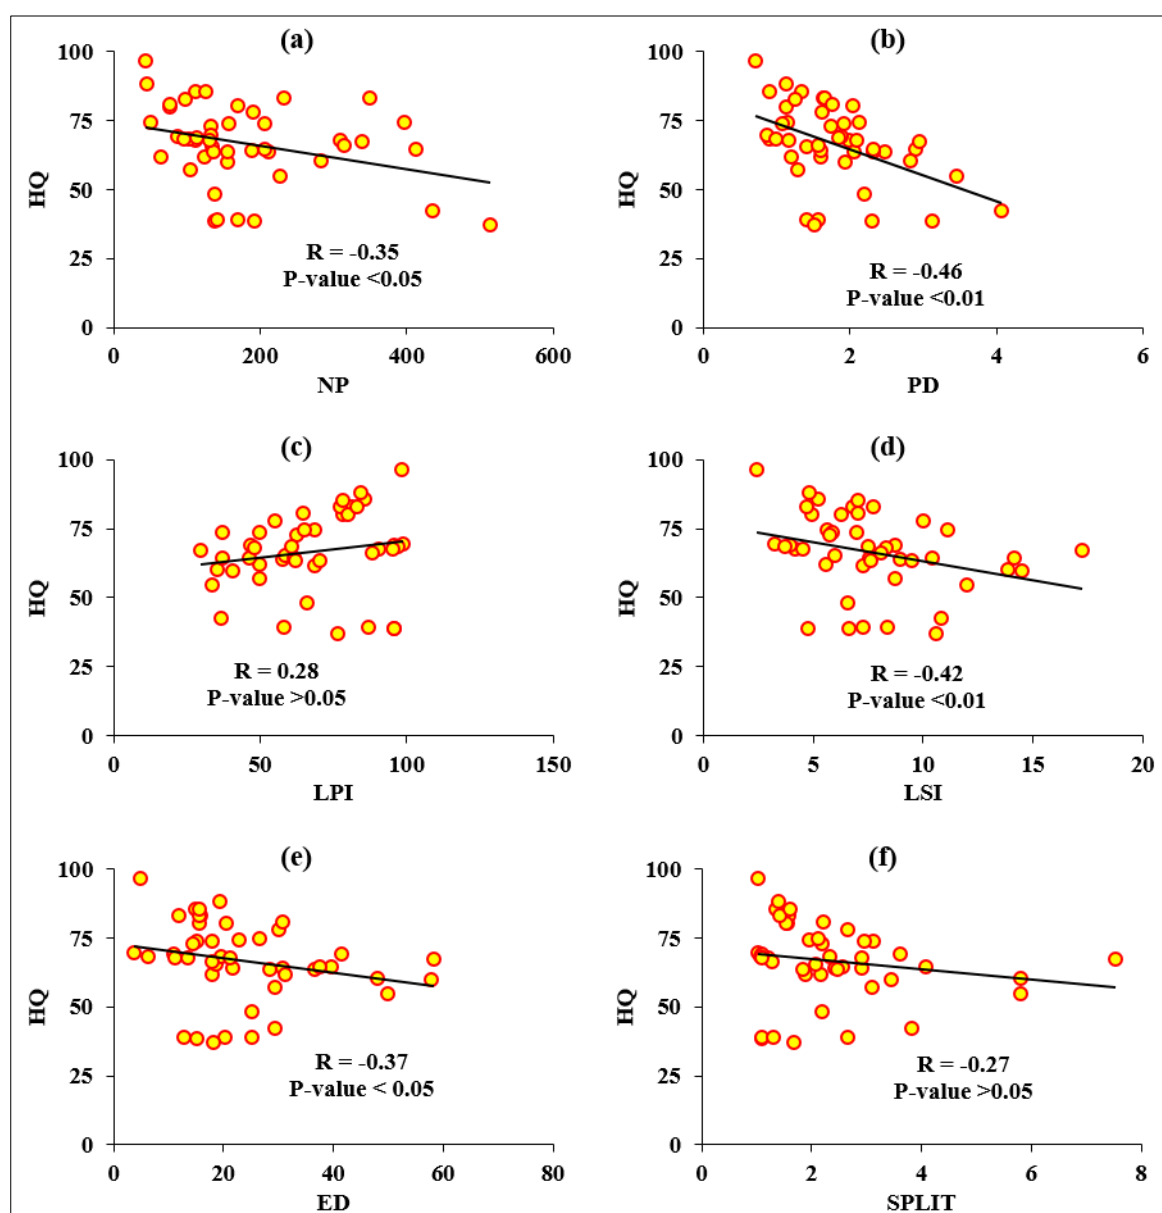 (a)
100
75
50
25
0
HQ
R = -0.35
P-value <0.05
0 200 400 600
NP
(b)
100
75
50
25
0
HQ
R = -0.46
P-value <0.01
0 2 4 6
PD
(c)
100
75
50
25
0
HQ
R = 0.28
P-value >0.05
0 50 100 150
LPI
(d)
100
75
50
25
0
HQ
R = -0.42
P-value <0.01
0 5 10 15 20
LSI
(e)
100
75
50
25
0
HQ
R = -0.37
P-value < 0.05
0 20 40 60 80
ED
(f)
100
75
50
25
0
HQ
R = -0.27
P-value >0.05
0 2 4 6 8
SPLIT